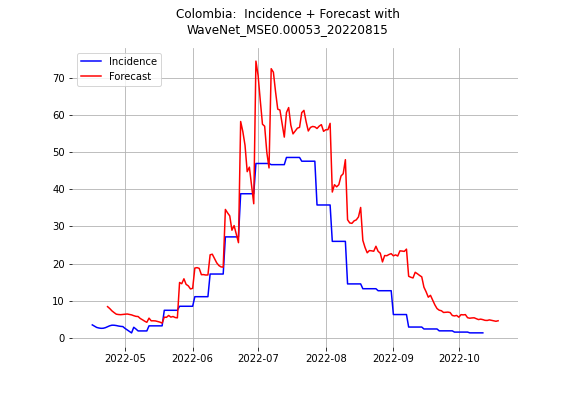 Colombia:  Incidence + Forecast with
WaveNet_MSE0.00053_20220815
Incidence
Forecast
70
60
50
40
30
20
10
0
2022-05 2022-06 2022-07 2022-08 2022-09 2022-10